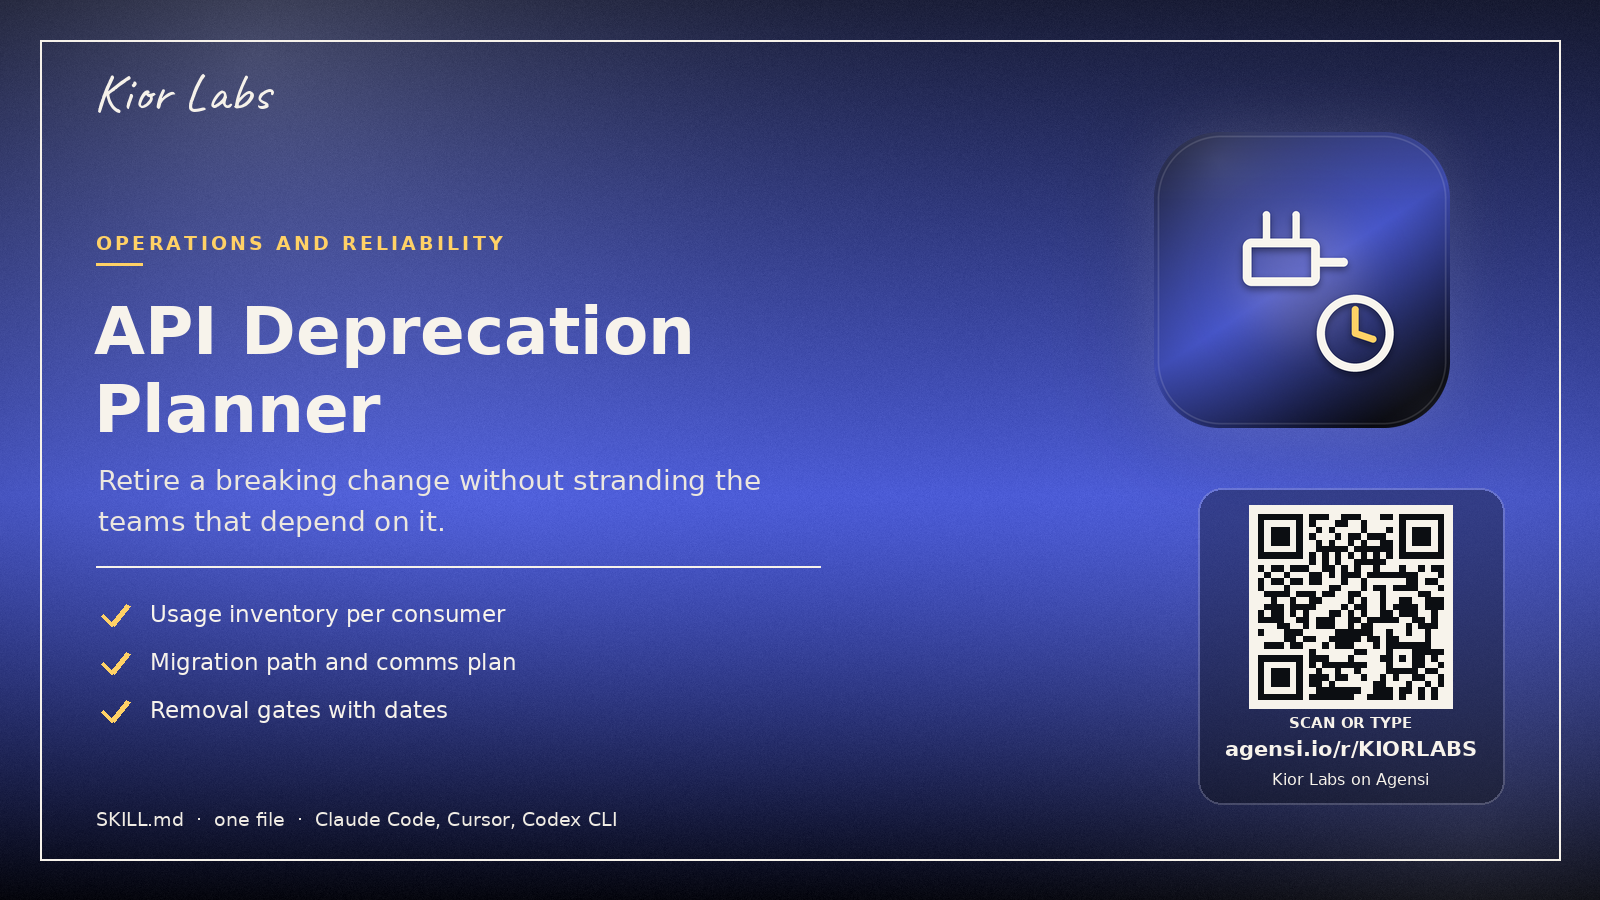 Kior Labs
OPERATIONS AND RELIABILITY
API Deprecation
Planner
Retire a breaking change without stranding the
teams that depend on it.
Usage inventory per consumer
Migration path and comms plan
Removal gates with dates
SKILL.md · one file · Claude Code, Cursor, Codex CLI
SCAN OR TYPE
agensi.io/r/KIORLABS
Kior Labs on Agensi